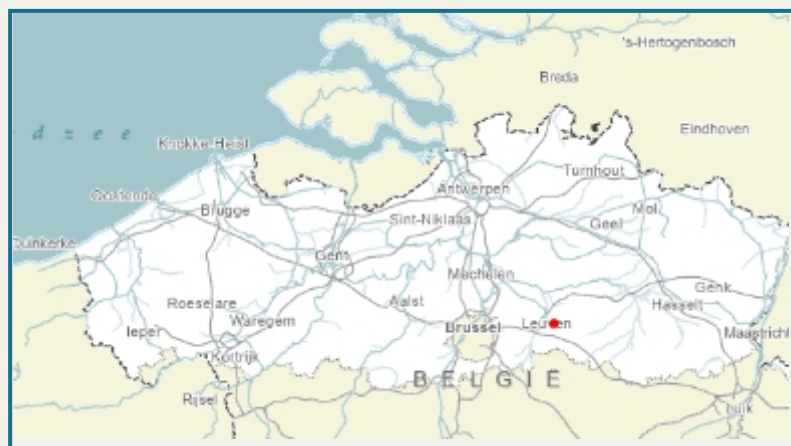 's-Hertogenbosch
Breda
d z e e
Eindhoven
Knokke-Heist
Turnhout
Antwerpen
Oostende
Mol
Brugge
Sint-Niklaas
Geel
Duinkerke
Gent
Mechelen
Genk
Roeselare
Aalst
Hasselt
Waregem
Ieper
Brussel
Leuven
Maastricht
Kortrijk
BELGIË
Rijsel
Luik